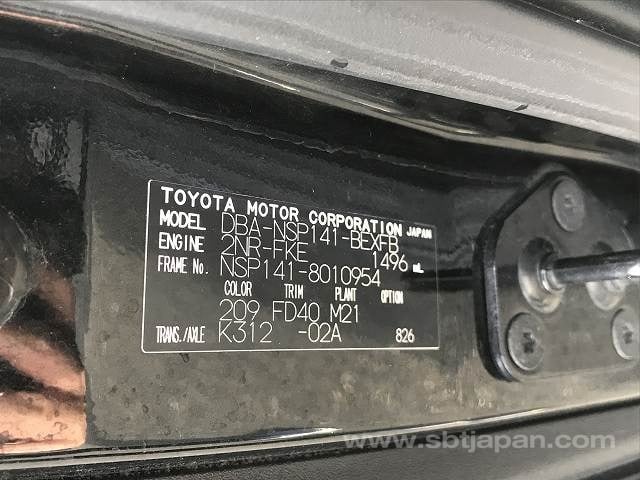 TOYOTA MOTOR CORPORATION JAPAN
MODEL DBA-NSP141-BEXFB
ENGINE 2NR-FKE 1496 mL
FRAME No. NSP141-8010954
COLOR TRIM PLANT OPTION
209 FD40 M21
TRANS./AXLE K312 -02A 826
www.sbtjapan.com